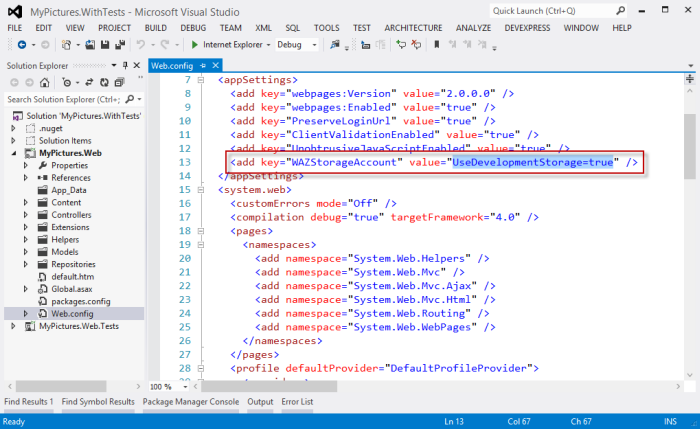 MyPictures.WithTests - Microsoft Visual Studio
Quick Launch (Ctrl+Q)
FILE EDIT VIEW PROJECT BUILD DEBUG TEAM SQL TOOLS TEST ARCHITECTURE ANALYZE DEVEXPRESS WINDOW HELP
Internet Explorer Debug
Solution Explorer
Search Solution Explorer (Ctrl+;)
Solution 'MyPictures.WithTests'
.nuget
Solution Items
MyPictures.Web
Properties
References
App_Data
Content
Controllers
Extensions
Helpers
Models
Repositories
default.htm
Global.asax
packages.config
Web.config
MyPictures.Web.Tests
Web.config
7 <appSettings>
8 <add key="webpages:Version" value="2.0.0.0" />
9 <add key="webpages:Enabled" value="true" />
10 <add key="PreserveLoginUrl" value="true" />
11 <add key="ClientValidationEnabled" value="true" />
12 <add key="UnobtrusiveJavaScriptEnabled" value="true" />
13 <add key="WAZStorageAccount" value="UseDevelopmentStorage=true" />
14 </appSettings>
15 <system.web>
16 <customErrors mode="Off" />
17 <compilation debug="true" targetFramework="4.0" />
18 <pages>
19 <namespaces>
20 <add namespace="System.Web.Helpers" />
21 <add namespace="System.Web.Mvc" />
22 <add namespace="System.Web.Mvc.Ajax" />
23 <add namespace="System.Web.Mvc.Html" />
24 <add namespace="System.Web.Routing" />
25 <add namespace="System.Web.WebPages" />
26 </namespaces>
27 </pages>
28 <profile defaultProvider="DefaultProfileProvider">
100 %
Find Results 1 Find Symbol Results Package Manager Console Output Error List
Ready Ln 13 Col 67 Ch 67 INS